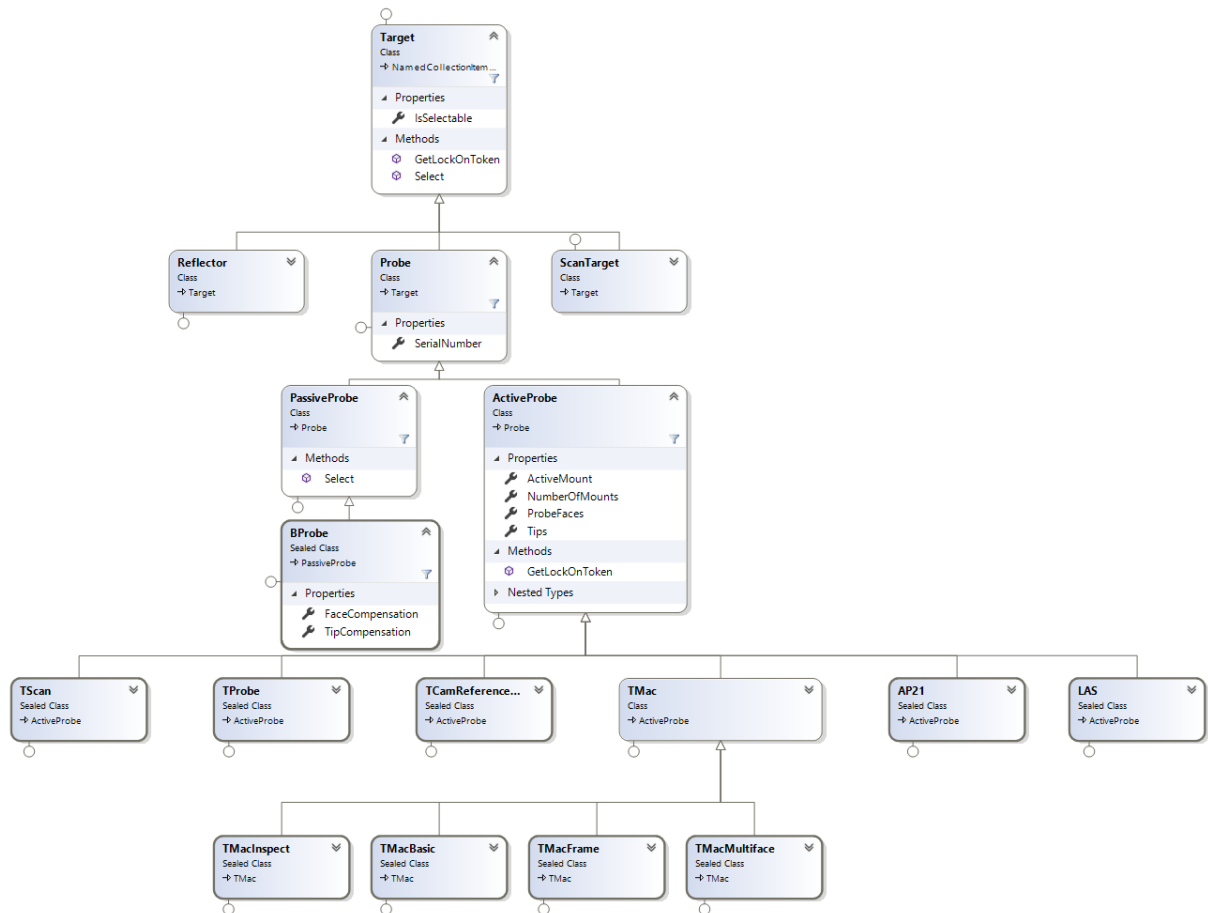 Target
Class
NamedCollectionItem...
Properties
IsSelectable
Methods
GetLockOnToken
Select
Reflector
Class
Target
Probe
Class
Target
Properties
SerialNumber
ScanTarget
Class
Target
PassiveProbe
Class
Probe
Methods
Select
ActiveProbe
Class
Probe
Properties
ActiveMount
NumberOfMounts
ProbeFaces
Tips
Methods
GetLockOnToken
Nested Types
BProbe
Sealed Class
PassiveProbe
Properties
FaceCompensation
TipCompensation
TScan
Sealed Class
ActiveProbe
TProbe
Sealed Class
ActiveProbe
TCamReference...
Sealed Class
ActiveProbe
TMac
Class
ActiveProbe
AP21
Sealed Class
ActiveProbe
LAS
Sealed Class
ActiveProbe
TMacInspect
Sealed Class
TMac
TMacBasic
Sealed Class
TMac
TMacFrame
Sealed Class
TMac
TMacMultiface
Sealed Class
TMac